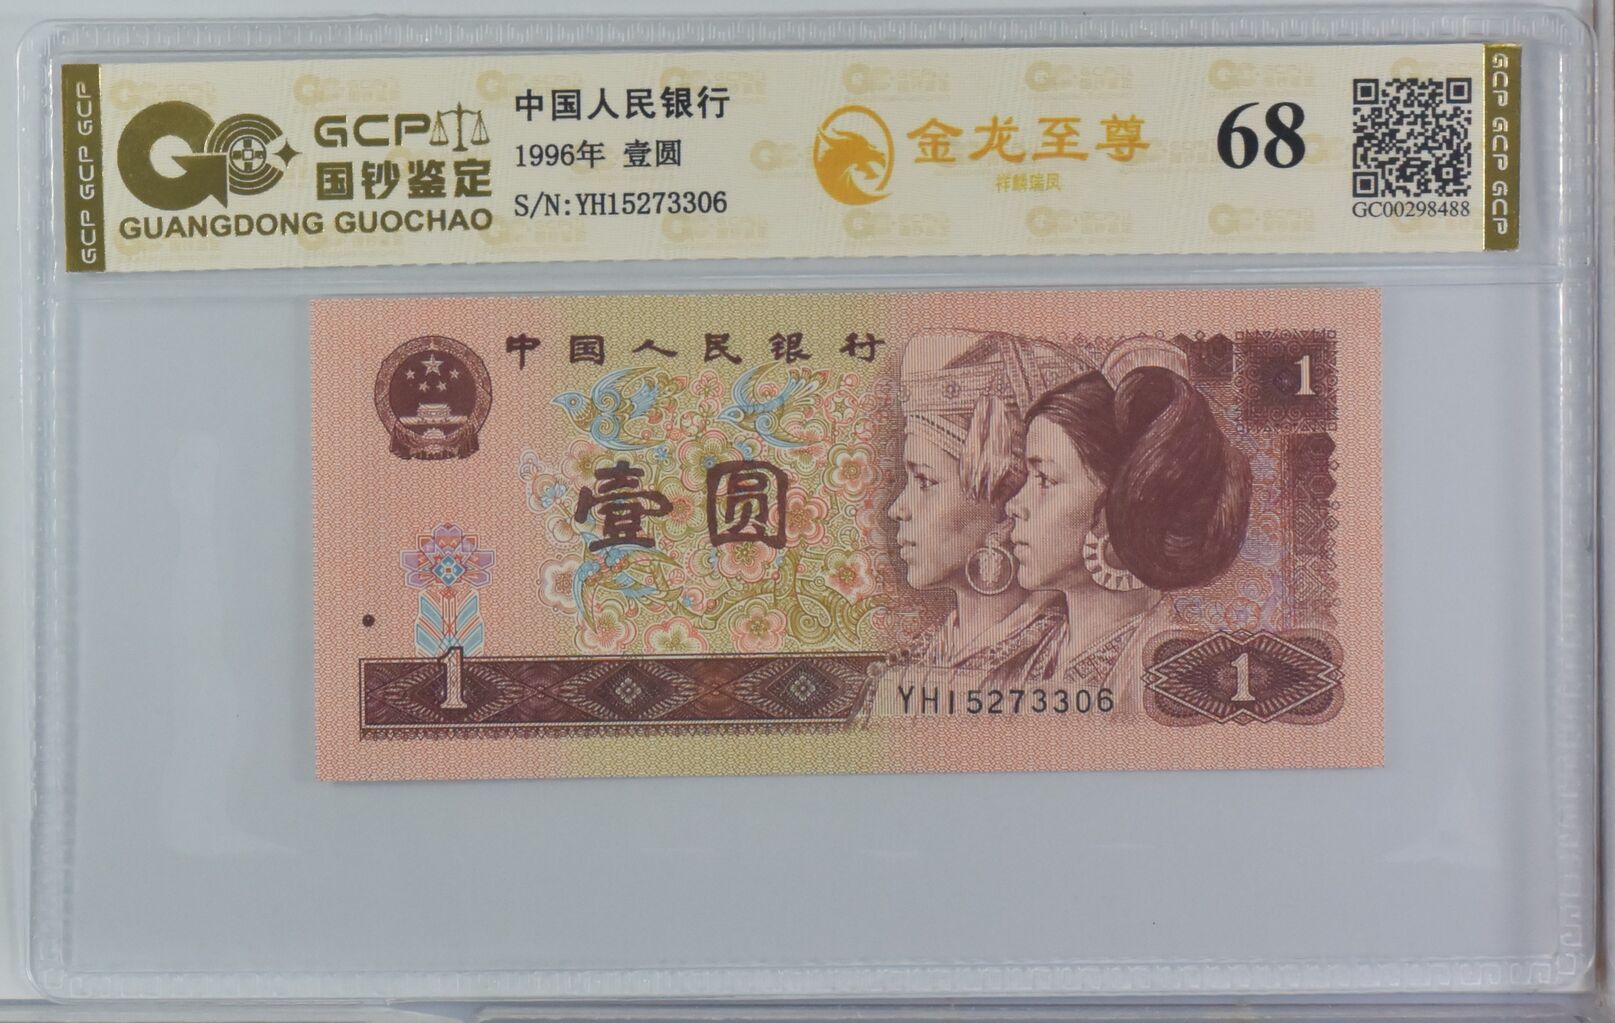 GCP
国钞鉴定
GUANGDONG GUOCHAO
中国人民银行
1996年 壹圆
S/N:YH15273306
金龙至尊
祥麟瑞凤
68
GC00298488
GCP GCP GCP
GCP GCP GCP
中国人民银行
1
壹圆
1
YH15273306
1